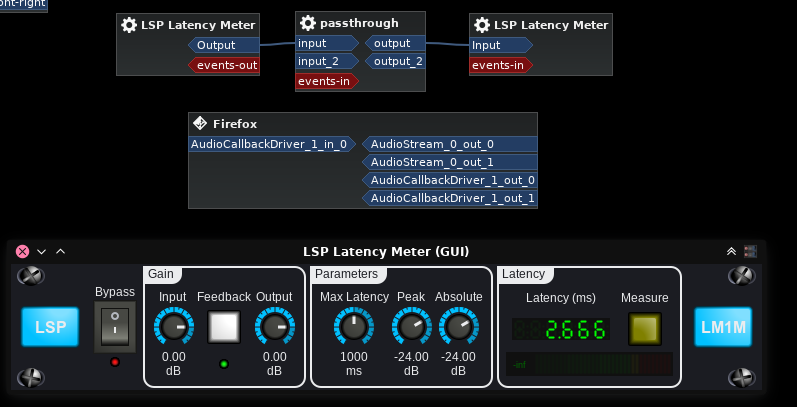 ont-right
LSP Latency Meter
Output
events-out
passthrough
input output
input_2 output_2
events-in
LSP Latency Meter
Input
events-in
Firefox
AudioCallbackDriver_1_in_0 AudioStream_0_out_0
AudioStream_0_out_1
AudioCallbackDriver_1_out_0
AudioCallbackDriver_1_out_1
LSP Latency Meter (GUI)
LSP
Bypass
Gain
Input Feedback Output
0.00 0.00
dB dB
Parameters
Max Latency Peak Absolute
1000 -24.00 -24.00
ms dB dB
Latency
Latency (ms) Measure
2.666
-inf
LM1M